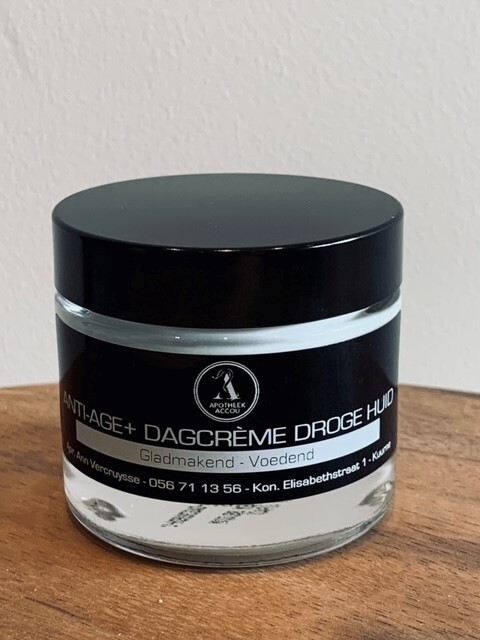 APOTHEEK
ACCOU
ANTI-AGE+ DAGCRÈME DROGE HUID
Gladmakend - Voedend
Apr. Ann Vercruysse - 056 71 13 56 - Kon. Elisabethstraat 1 - Kuurne